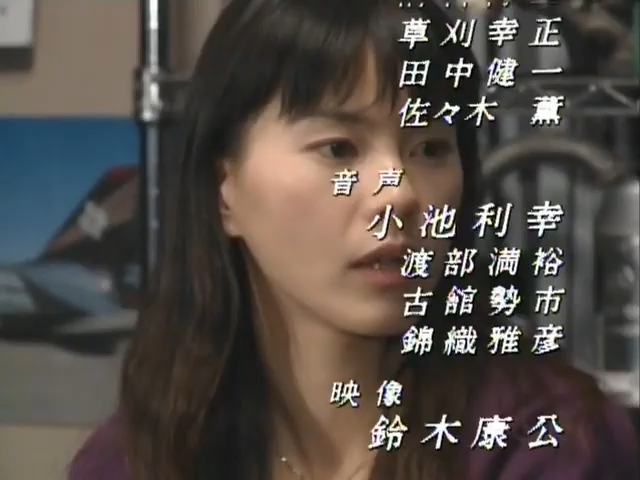 草刈幸正
田中健一
佐々木 薫
音声
小池利幸
渡部満裕
古舘勢市
錦織雅彦
映像
鈴木康公